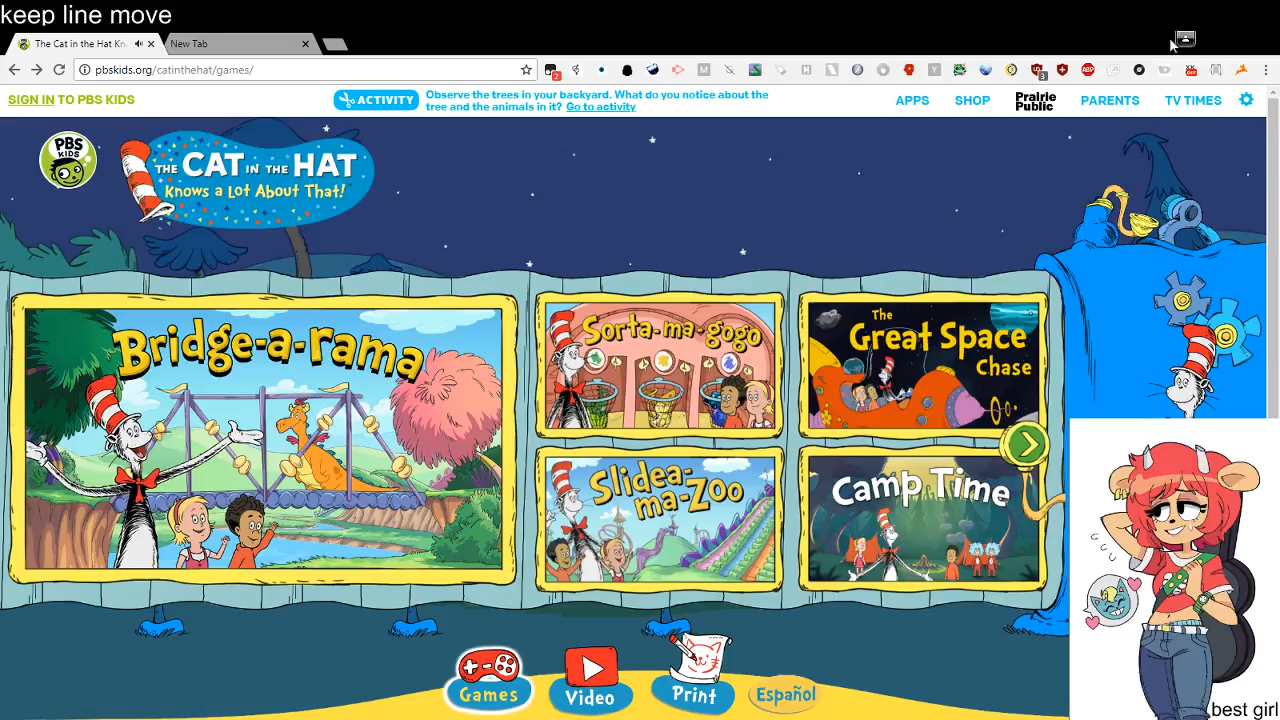 keep line move
The Cat in the Hat Kn
New Tab
pbskids.org/catinthehat/games/
2
3
ABP
OFF
SIGN IN TO PBS KIDS
ACTIVITY
Observe the trees in your backyard. What do you notice about the
tree and the animals in it? Go to activity
APPS
SHOP
Prairie
Public
PARENTS
TV TIMES
PBS
KIDS
THE CAT IN THE HAT
Knows a Lot About That!
Bridge-a-rama
Sorta-ma-gogo
The
Great Space
Chase
Slidea-
ma-Zoo
Camp Time
Games
Video
Print
Español
best girl